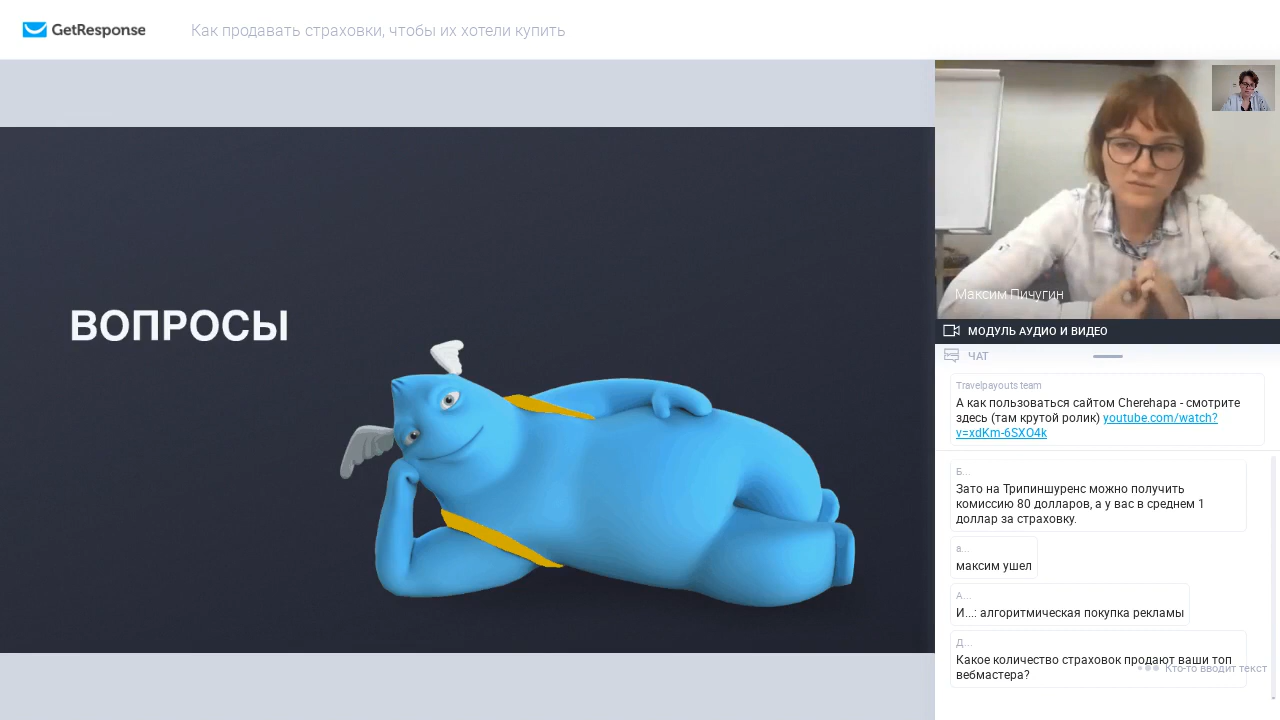 GetResponse
Как продавать страховки, чтобы их хотели купить
ВОПРОСЫ
Максим Пичугин
МОДУЛЬ АУДИО И ВИДЕО
ЧАТ
Travelpayouts team
А как пользоваться сайтом Cherehapa - смотрите
здесь (там крутой ролик) youtube.com/watch?
v=xdKm-6SXO4k
Б...
Зато на Трипиншуренс можно получить
комиссию 80 долларов, а у вас в среднем 1
доллар за страховку.
а...
максим ушел
А...
И...: алгоритмическая покупка рекламы
Д...
Какое количество страховок продают ваши топ
вебмастера?
Кто-то вводит текст